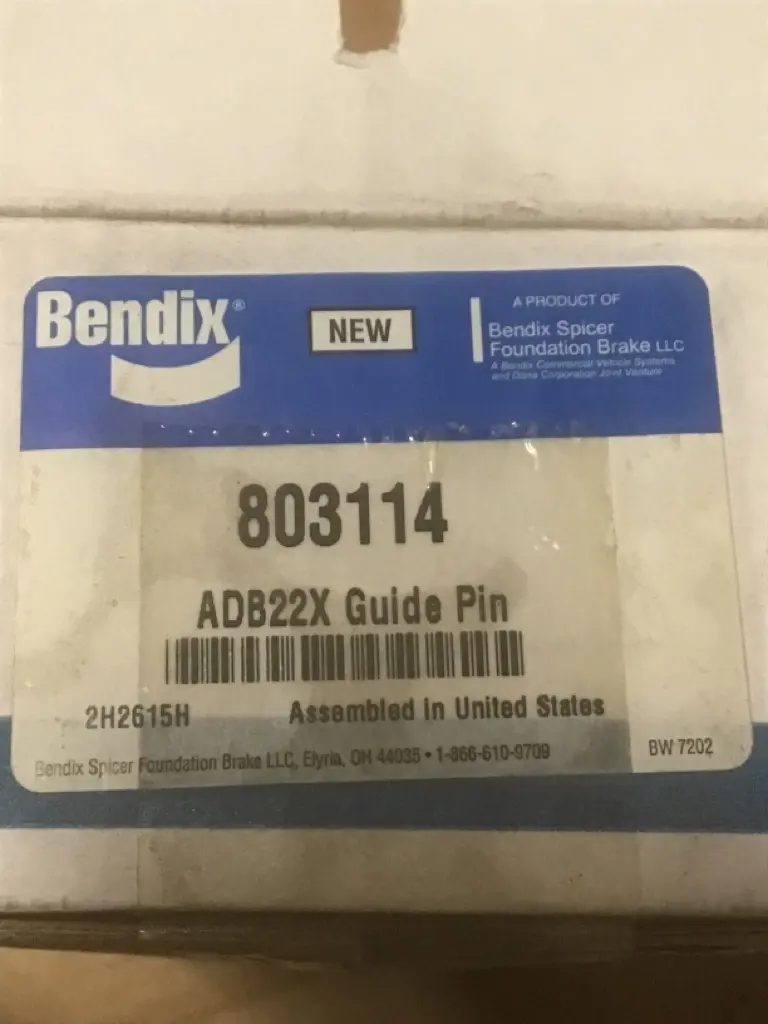 Bendix®
NEW
A PRODUCT OF
Bendix Spicer
Foundation Brake LLC
A Bendix Commercial Vehicle Systems
and Dana Corporation Joint Venture
803114
ADB22X Guide Pin
2H2615H
Assembled in United States
Bendix Spicer Foundation Brake LLC, Elyria, OH 44035 • 1-866-610-9709
BW 7202